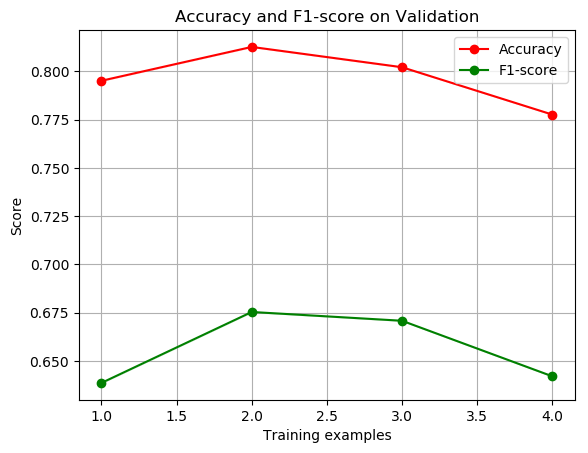 Accuracy and F1-score on Validation
Accuracy
F1-score
0.800
0.775
0.750
0.725
0.700
0.675
0.650
Score
1.0 1.5 2.0 2.5 3.0 3.5 4.0
Training examples